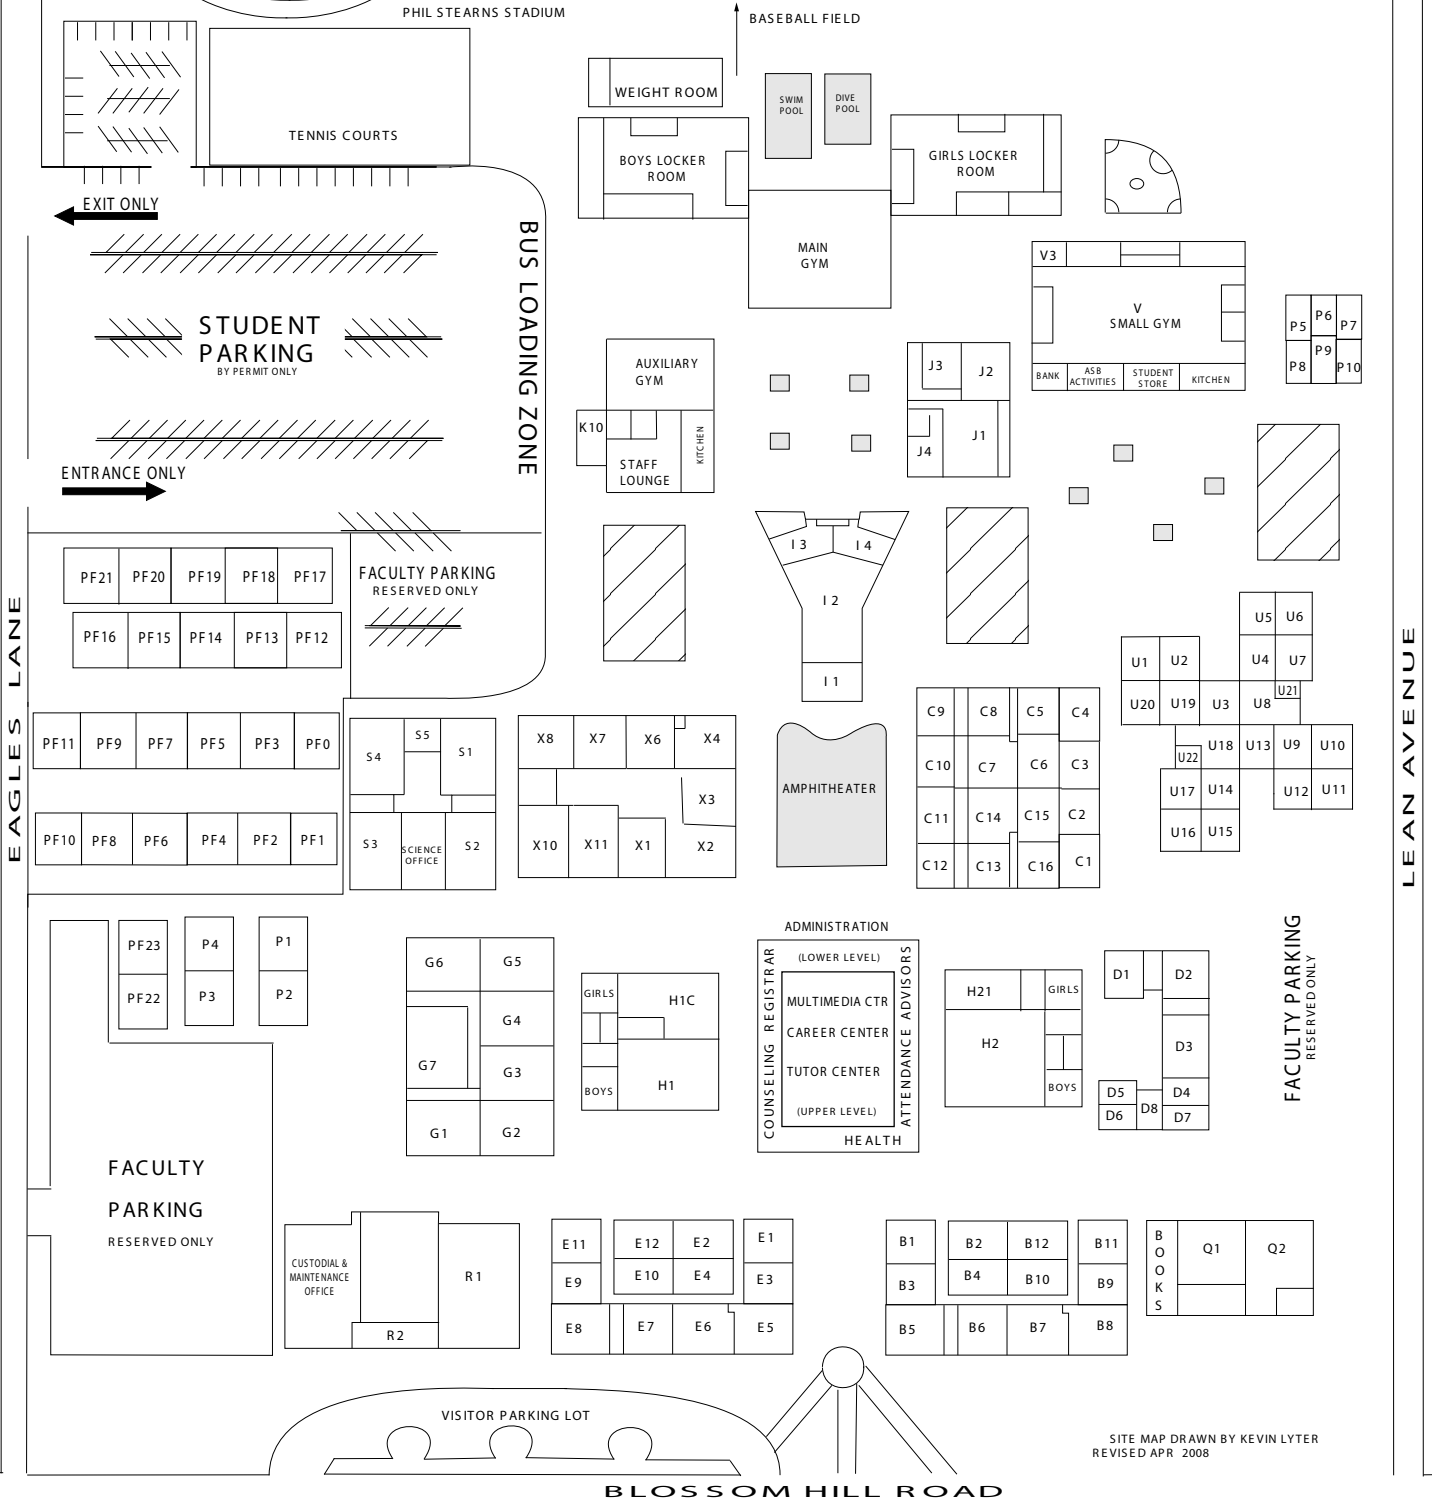 PHIL STEARNS STADIUM
BASEBALL FIELD
WEIGHT ROOM
SWIM
POOL
DIVE
POOL
TENNIS COURTS
BOYS LOCKER
ROOM
GIRLS LOCKER
ROOM
EXIT ONLY
MAIN
GYM
V3
V
SMALL GYM
BANK
ASB
ACTIVITIES
STUDENT
STORE
KITCHEN
P5
P6
P7
P8
P9
P10
STUDENT
PARKING
BY PERMIT ONLY
BUS LOADING ZONE
AUXILIARY
GYM
K10
STAFF
LOUNGE
KITCHEN
J3
J2
J4
J1
ENTRANCE ONLY
I 3
I 4
I 2
I 1
FACULTY PARKING
RESERVED ONLY
PF21
PF20
PF19
PF18
PF17
PF16
PF15
PF14
PF13
PF12
EAGLES LANE
LEAN AVENUE
U5
U6
U1
U2
U4
U7
U20
U19
U3
U8
U21
U22
U18
U13
U9
U10
U17
U14
U12
U11
U16
U15
PF11
PF9
PF7
PF5
PF3
PF0
PF10
PF8
PF6
PF4
PF2
PF1
S4
S5
S1
S3
SCIENCE
OFFICE
S2
X8
X7
X6
X4
X3
X10
X11
X1
X2
AMPHITHEATER
C9
C8
C5
C4
C10
C7
C6
C3
C11
C14
C15
C2
C12
C13
C16
C1
PF23
P4
P1
PF22
P3
P2
G6
G5
G4
G7
G3
G1
G2
GIRLS
H1C
BOYS
H1
ADMINISTRATION
(LOWER LEVEL)
COUNSELING REGISTRAR
MULTIMEDIA CTR
CAREER CENTER
TUTOR CENTER
(UPPER LEVEL)
ATTENDANCE ADVISORS
HEALTH
H21
GIRLS
H2
BOYS
D1
D2
D3
D5
D4
D6
D8
D7
FACULTY PARKING
RESERVED ONLY
FACULTY
PARKING
RESERVED ONLY
CUSTODIAL &
MAINTENANCE
OFFICE
R1
R2
E11
E12
E2
E1
E9
E10
E4
E3
E8
E7
E6
E5
B1
B2
B12
B11
B3
B4
B10
B9
B5
B6
B7
B8
BOOKS
Q1
Q2
VISITOR PARKING LOT
SITE MAP DRAWN BY KEVIN LYTER
REVISED APR 2008
BLOSSOM HILL ROAD